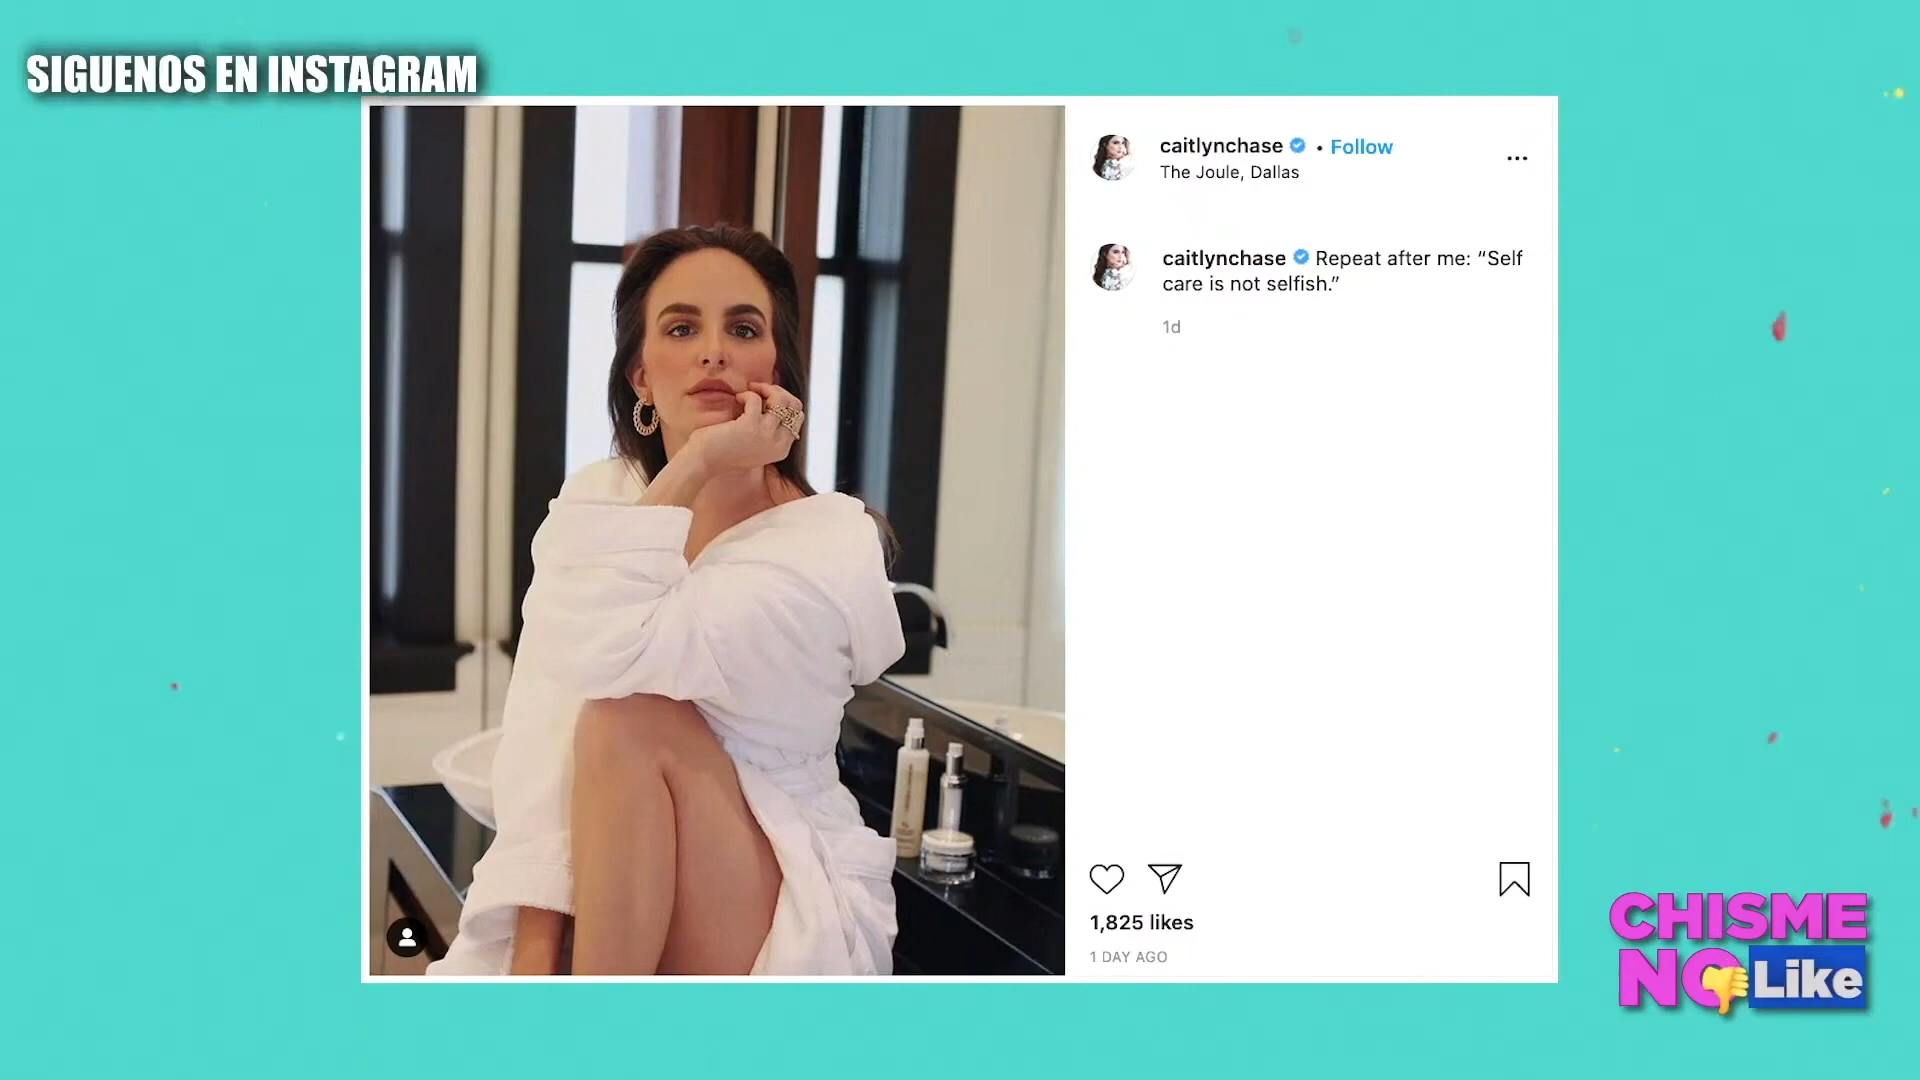 SIGUENOS EN INSTAGRAM
caitlynchase • Follow
The Joule, Dallas
caitlynchase Repeat after me: “Self
care is not selfish.”
1d
1,825 likes
1 DAY AGO
CHISME
NO Like